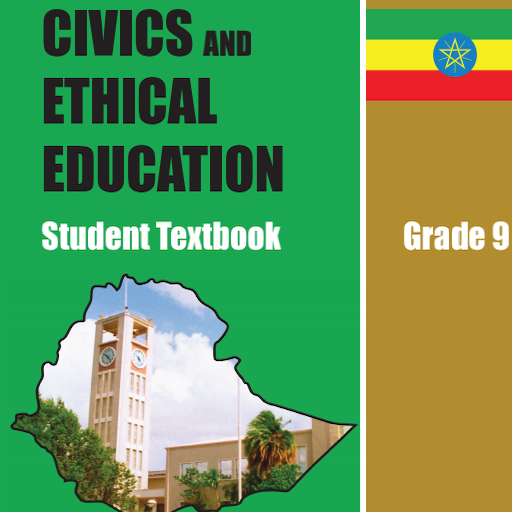 CIVICS AND
ETHICAL
EDUCATION
Student Textbook
Grade 9